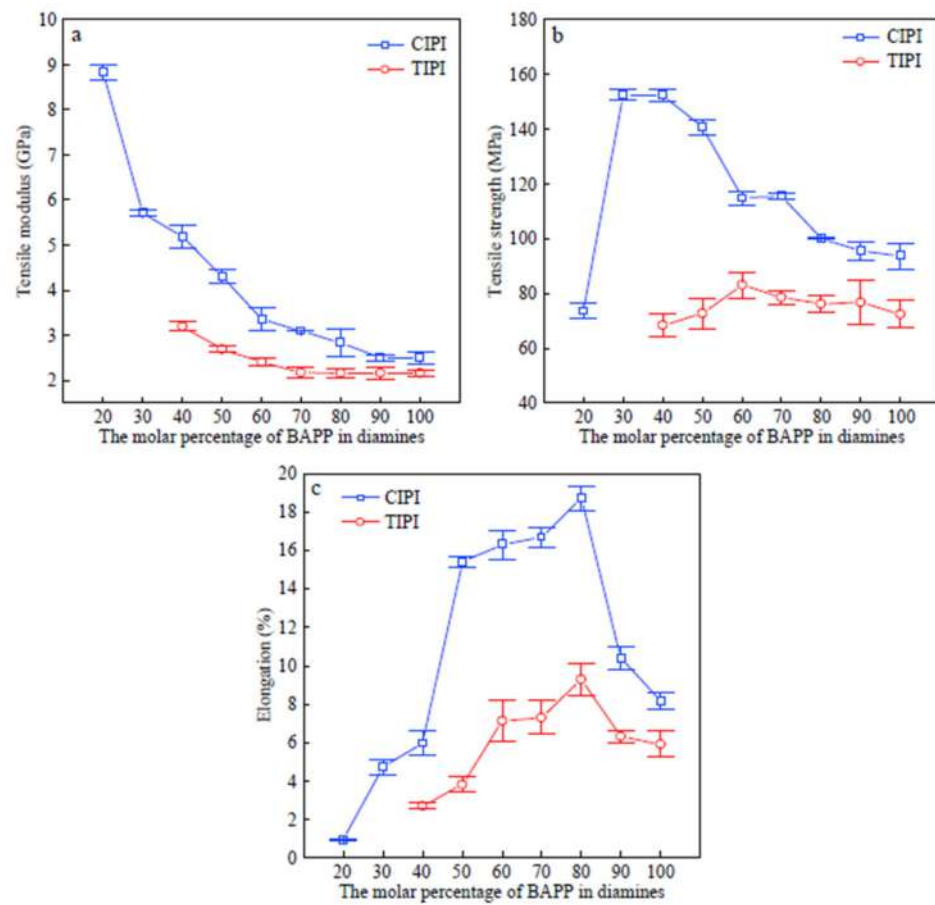 a
CIPI
TIPI
10
9
8
7
6
5
4
3
2
Tensile modulus (GPa)
20 30 40 50 60 70 80 90 100
The molar percentage of BAPP in diamines
b
CIPI
TIPI
180
160
140
120
100
80
60
40
Tensile strength (MPa)
20 30 40 50 60 70 80 90 100
The molar percentage of BAPP in diamines
c
CIPI
TIPI
20
18
16
14
12
10
8
6
4
2
0
Elongation (%)
20 30 40 50 60 70 80 90 100
The molar percentage of BAPP in diamines